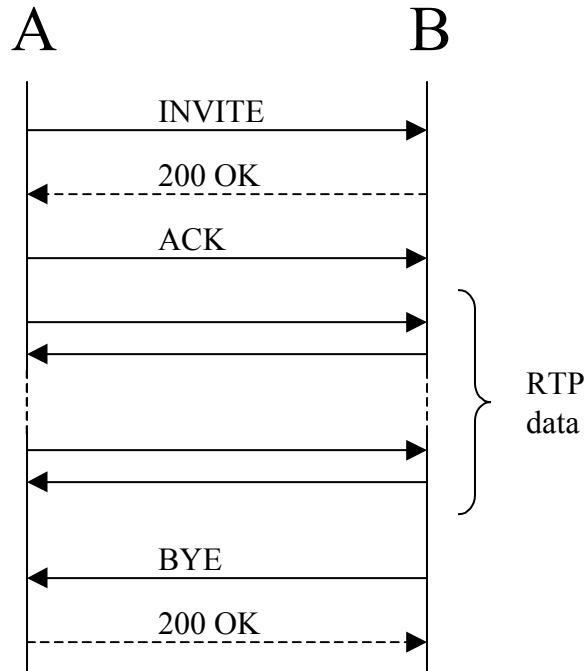 A B
INVITE
200 OK
ACK
RTP
data
BYE
200 OK